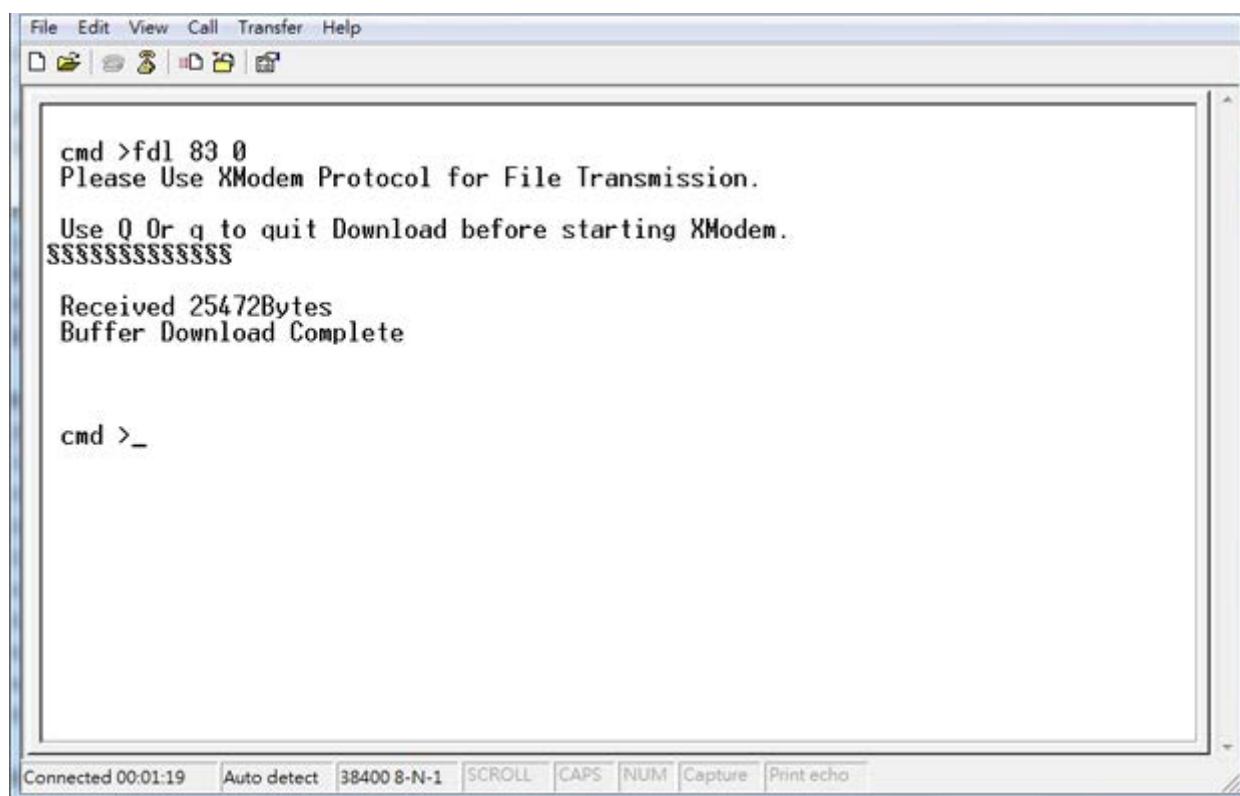 File Edit View Call Transfer Help
cmd >fdl 83 0
Please Use XModem Protocol for File Transmission.
Use Q Or q to quit Download before starting XModem.
§§§§§§§§§§§§§
Received 25472Bytes
Buffer Download Complete
cmd >_
Connected 00:01:19 Auto detect 38400 8-N-1 SCROLL CAPS NUM Capture Print echo